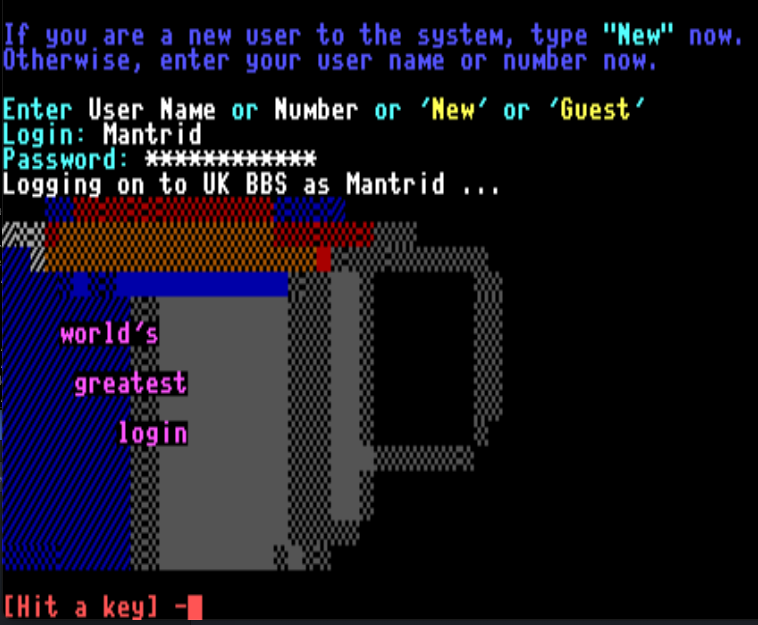 If you are a new user to the system, type "New" now.
Otherwise, enter your user name or number now.
Enter User Name or Number or 'New' or 'Guest'
Login: Mantrid
Password: ************
Logging on to UK BBS as Mantrid ...
world's
greatest
login
[Hit a key] -